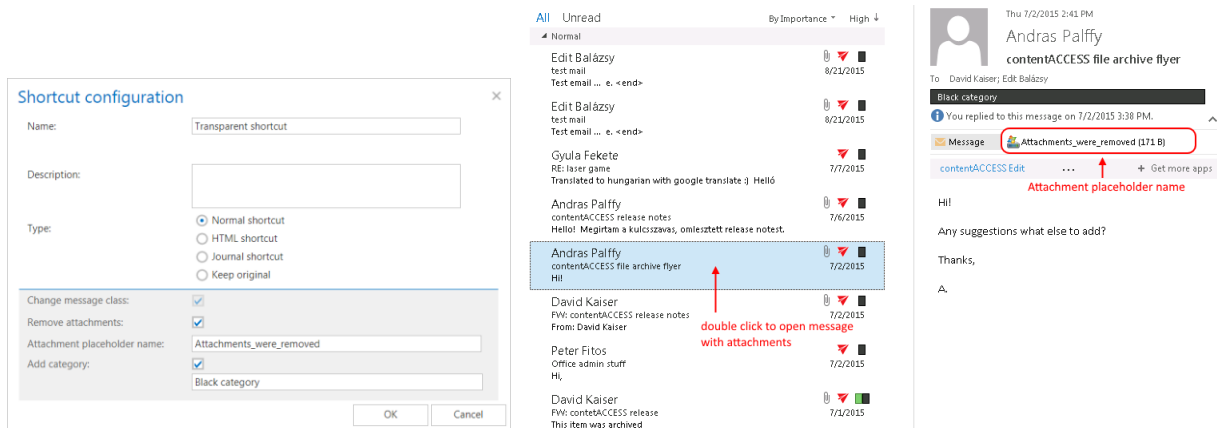 Shortcut configuration
Name:
Transparent shortcut
Description:
Type:
Normal shortcut
HTML shortcut
Journal shortcut
Keep original
Change message class:
Remove attachments:
Attachment placeholder name:
Attachments_were_removed
Add category:
Black category
OK
Cancel
All Unread By Importance High ↓
Normal
Edit Balázsy
test mail 8/21/2015
Test email ... e. <end>
Edit Balázsy
test mail 8/21/2015
Test email ... e. <end>
Gyula Fekete
RE: laser game 7/7/2015
Translated to hungarian with google translate :) Helló
Andras Palffy
contentACCESS release notes 7/6/2015
Hello! Megirtam a kulcsszavas, omlesztett release notest.
Andras Palffy
contentACCESS file archive flyer 7/2/2015
Hi!
David Kaiser
FW: contentACCESS release notes 7/2/2015
From: David Kaiser
double click to open message
with attachments
Peter Fitos
Office admin stuff 7/2/2015
Hi,
David Kaiser
FW: contetACCESS release 7/1/2015
This item was archived
Thu 7/2/2015 2:41 PM
Andras Palffy
contentACCESS file archive flyer
To David Kaiser; Edit Balázsy
Black category
You replied to this message on 7/2/2015 3:38 PM.
Message Attachments_were_removed (171 B)
contentACCESS Edit ... + Get more apps
Attachment placeholder name
Hi!
Any suggestions what else to add?
Thanks,
A.